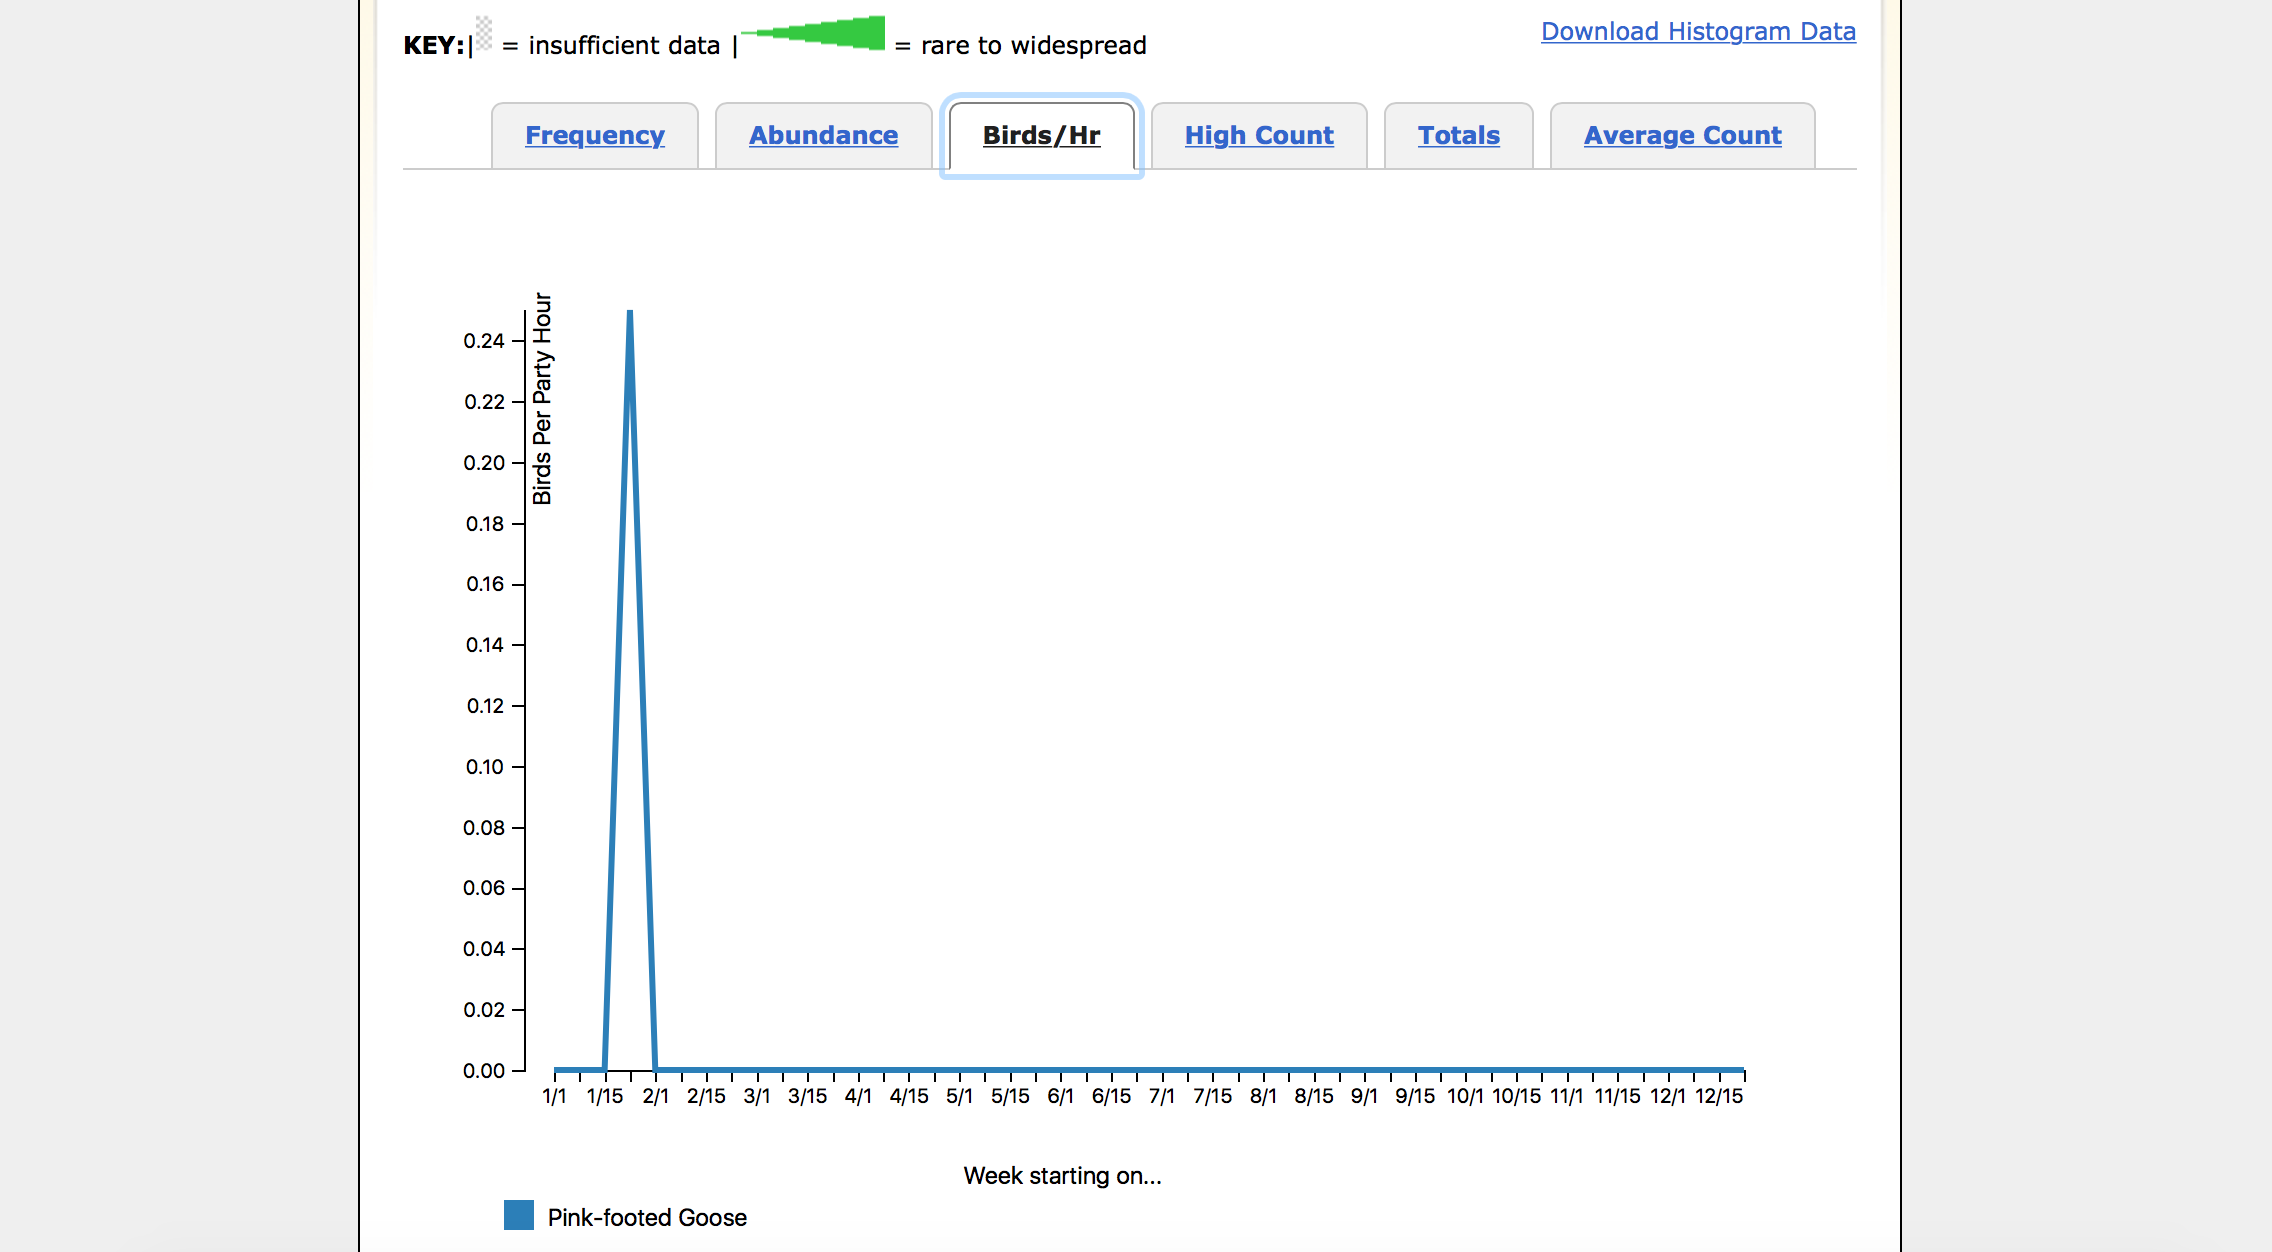 KEY:| = insufficient data | = rare to widespread
Download Histogram Data
Frequency
Abundance
Birds/Hr
High Count
Totals
Average Count
Birds Per Party Hour
0.24
0.22
0.20
0.18
0.16
0.14
0.12
0.10
0.08
0.06
0.04
0.02
0.00
1/1 1/15 2/1 2/15 3/1 3/15 4/1 4/15 5/1 5/15 6/1 6/15 7/1 7/15 8/1 8/15 9/1 9/15 10/1 10/15 11/1 11/15 12/1 12/15
Week starting on...
Pink-footed Goose